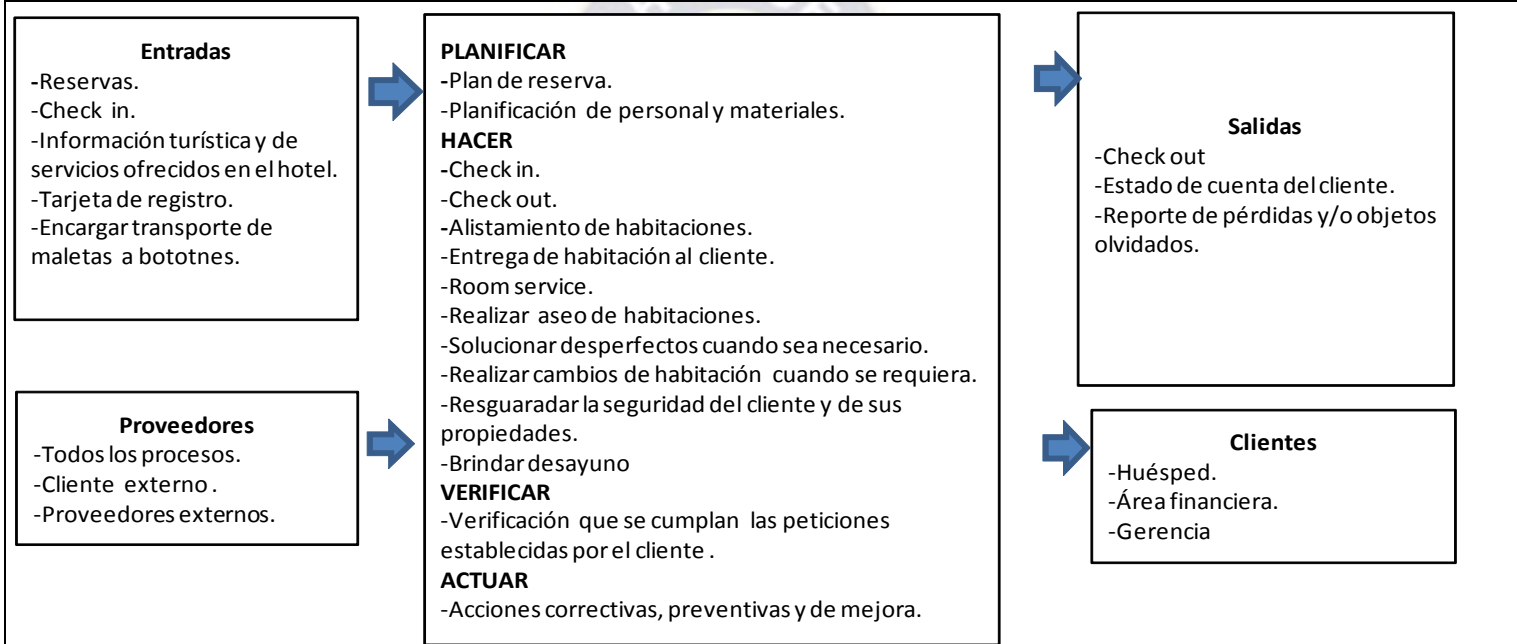 Entradas
-Reservas.
-Check in.
-Información turística y de
servicios ofrecidos en el hotel.
-Tarjeta de registro.
-Encargar transporte de
maletas a bototnes.
Proveedores
-Todos los procesos.
-Cliente externo .
-Proveedores externos.
PLANIFICAR
-Plan de reserva.
-Planificación de personal y materiales.
HACER
-Check in.
-Check out.
-Alistamiento de habitaciones.
-Entrega de habitación al cliente.
-Room service.
-Realizar aseo de habitaciones.
-Solucionar desperfectos cuando sea necesario.
-Realizar cambios de habitación cuando se requiera.
-Resguaradar la seguridad del cliente y de sus
propiedades.
-Brindar desayuno
VERIFICAR
-Verificación que se cumplan las peticiones
establecidas por el cliente .
ACTUAR
-Acciones correctivas, preventivas y de mejora.
Salidas
-Check out
-Estado de cuenta del cliente.
-Reporte de pérdidas y/o objetos
olvidados.
Clientes
-Huésped.
-Área financiera.
-Gerencia